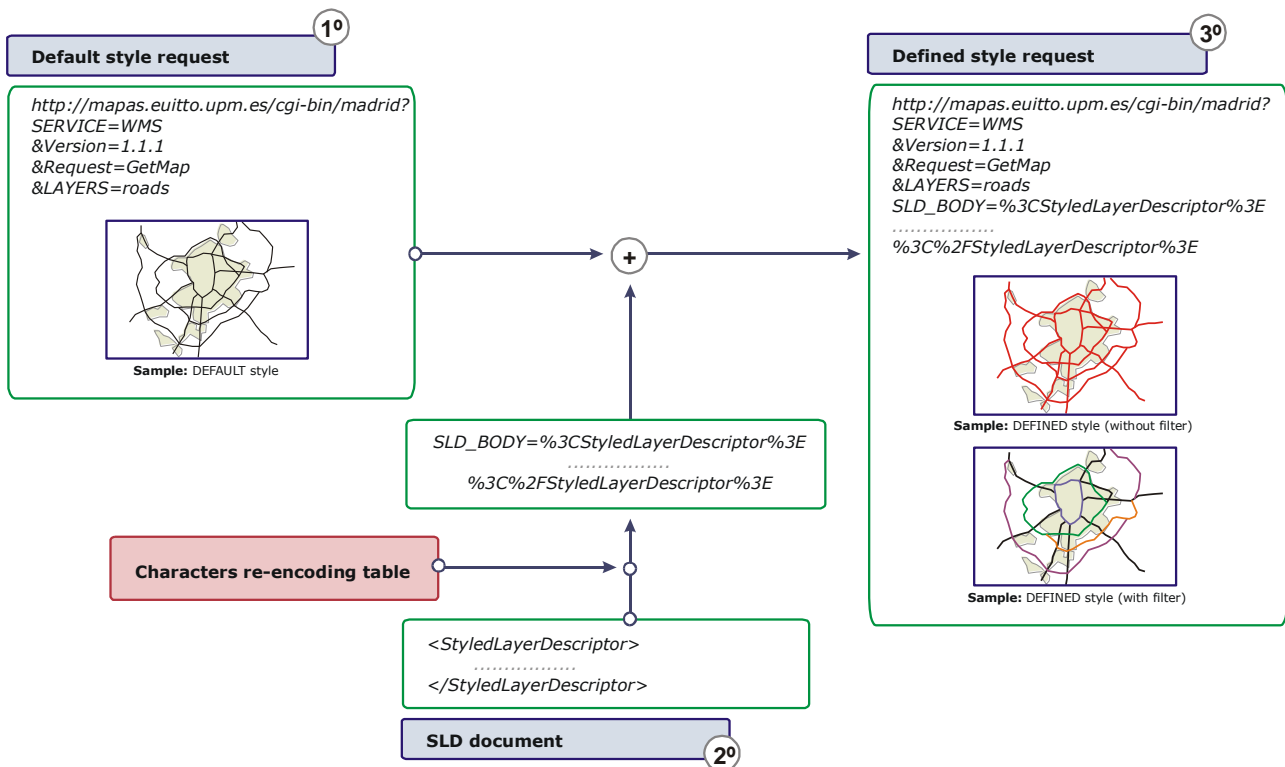 1º
Default style request
http://mapas.euitto.upm.es/cgi-bin/madrid?
SERVICE=WMS
&Version=1.1.1
&Request=GetMap
&LAYERS=roads
Sample: DEFAULT style
3º
Defined style request
http://mapas.euitto.upm.es/cgi-bin/madrid?
SERVICE=WMS
&Version=1.1.1
&Request=GetMap
&LAYERS=roads
SLD_BODY=%3CStyledLayerDescriptor%3E
.................
%3C%2FStyledLayerDescriptor%3E
Sample: DEFINED style (without filter)
Sample: DEFINED style (with filter)
+
SLD_BODY=%3CStyledLayerDescriptor%3E
.................
%3C%2FStyledLayerDescriptor%3E
Characters re-encoding table
<StyledLayerDescriptor>
.................
</StyledLayerDescriptor>
SLD document
2º